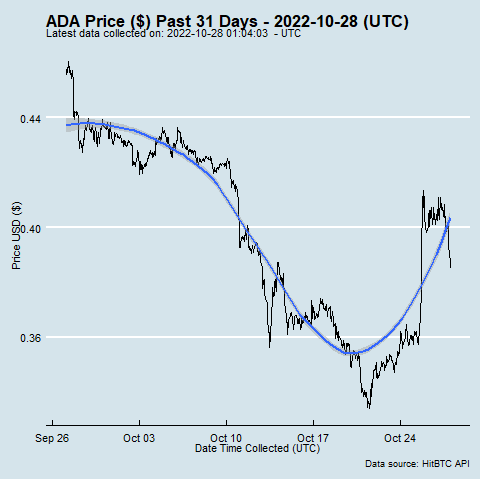 ADA Price ($) Past 31 Days - 2022-10-28 (UTC)
Latest data collected on: 2022-10-28 01:04:03 - UTC
0.44
0.40
0.36
Price USD ($)
Sep 26 Oct 03 Oct 10 Oct 17 Oct 24
Date Time Collected (UTC)
Data source: HitBTC API